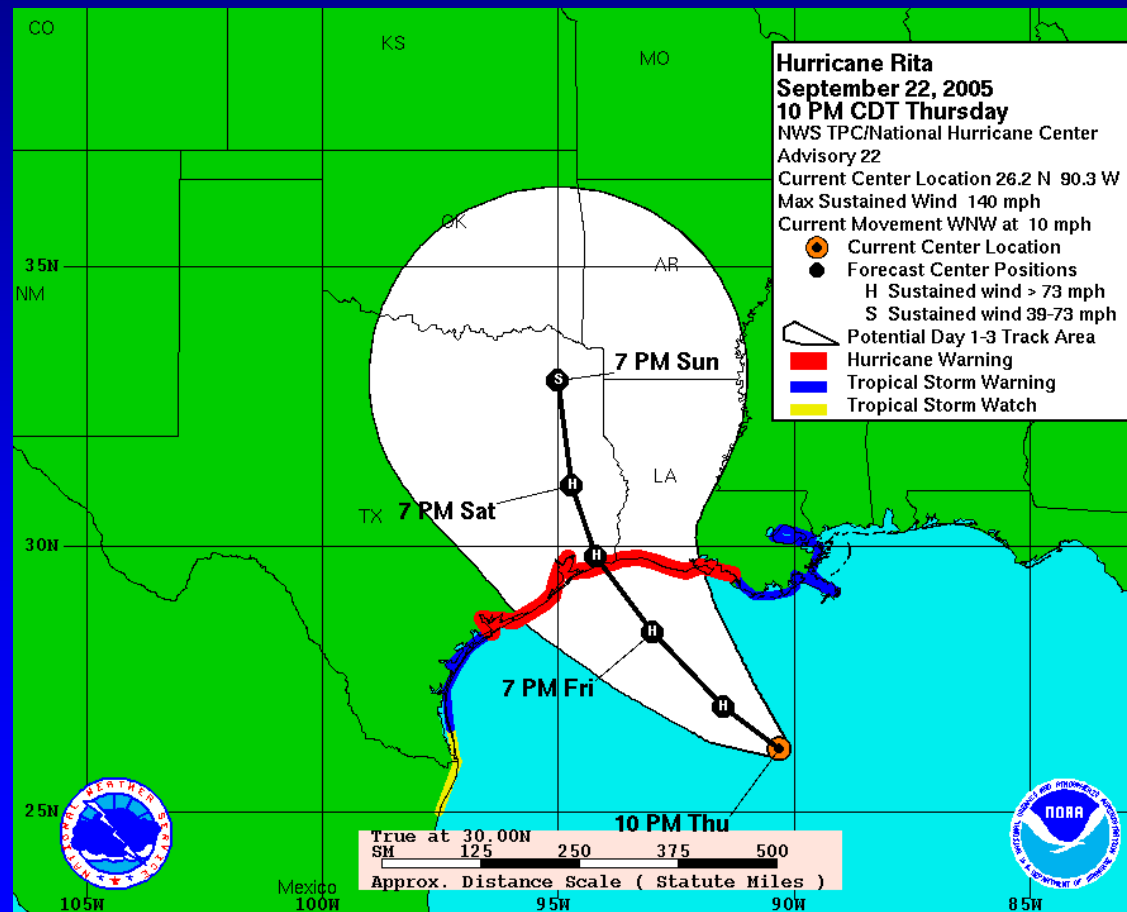 CO
KS
MO
Hurricane Rita
September 22, 2005
10 PM CDT Thursday
NWS TPC/National Hurricane Center
Advisory 22
Current Center Location 26.2 N 90.3 W
Max Sustained Wind 140 mph
Current Movement WNW at 10 mph
Current Center Location
Forecast Center Positions
H Sustained wind > 73 mph
S Sustained wind 39-73 mph
Potential Day 1-3 Track Area
Hurricane Warning
Tropical Storm Warning
Tropical Storm Watch
OK
35N
AR
NM
7 PM Sun
S
LA
H
7 PM Sat
TX
30N
H
H
7 PM Fri
H
25N
10 PM Thu
NATIONAL WEATHER SERVICE
NOAA
True at 30.00N
SM 125 250 375 500
Approx. Distance Scale ( Statute Miles )
Mexico
105W 100W 95W 90W 85W